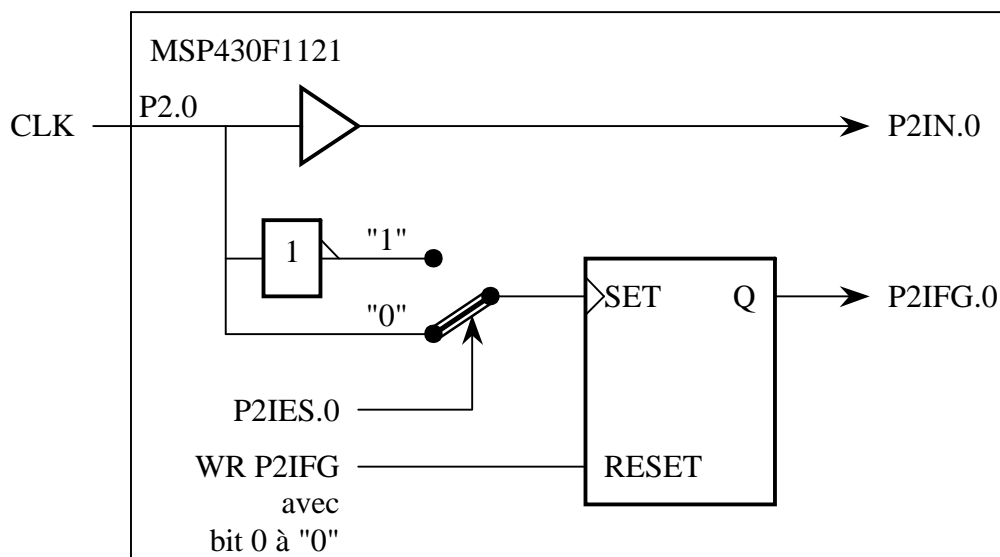 MSP430F1121
CLK
P2.0
P2IN.0
1
"1"
"0"
SET
Q
P2IFG.0
P2IES.0
WR P2IFG
avec
bit 0 à "0"
RESET